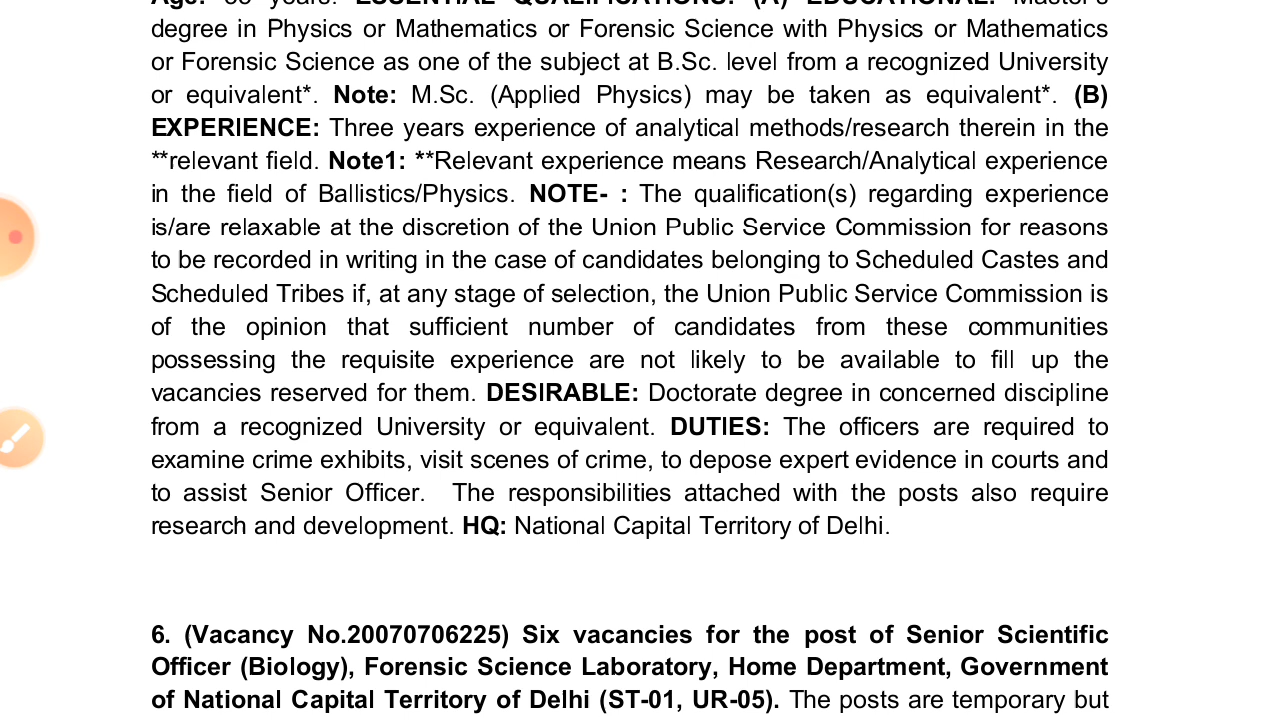 Age: 35 years. ESSENTIAL QUALIFICATIONS: (A) EDUCATIONAL: Master's
degree in Physics or Mathematics or Forensic Science with Physics or Mathematics
or Forensic Science as one of the subject at B.Sc. level from a recognized University
or equivalent*. Note: M.Sc. (Applied Physics) may be taken as equivalent*. (B)
EXPERIENCE: Three years experience of analytical methods/research therein in the
**relevant field. Note1: **Relevant experience means Research/Analytical experience
in the field of Ballistics/Physics. NOTE- : The qualification(s) regarding experience
is/are relaxable at the discretion of the Union Public Service Commission for reasons
to be recorded in writing in the case of candidates belonging to Scheduled Castes and
Scheduled Tribes if, at any stage of selection, the Union Public Service Commission is
of the opinion that sufficient number of candidates from these communities
possessing the requisite experience are not likely to be available to fill up the
vacancies reserved for them. DESIRABLE: Doctorate degree in concerned discipline
from a recognized University or equivalent. DUTIES: The officers are required to
examine crime exhibits, visit scenes of crime, to depose expert evidence in courts and
to assist Senior Officer. The responsibilities attached with the posts also require
research and development. HQ: National Capital Territory of Delhi.
6. (Vacancy No.20070706225) Six vacancies for the post of Senior Scientific
Officer (Biology), Forensic Science Laboratory, Home Department, Government
of National Capital Territory of Delhi (ST-01, UR-05). The posts are temporary but